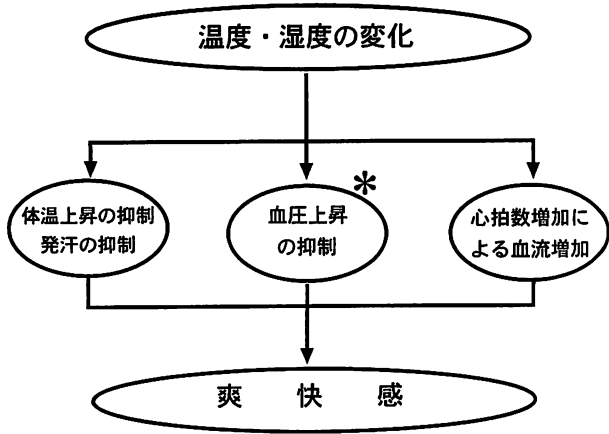 温度・湿度の変化
体温上昇の抑制
発汗の抑制
血圧上昇
の抑制
*
心拍数増加に
よる血流増加
爽快感